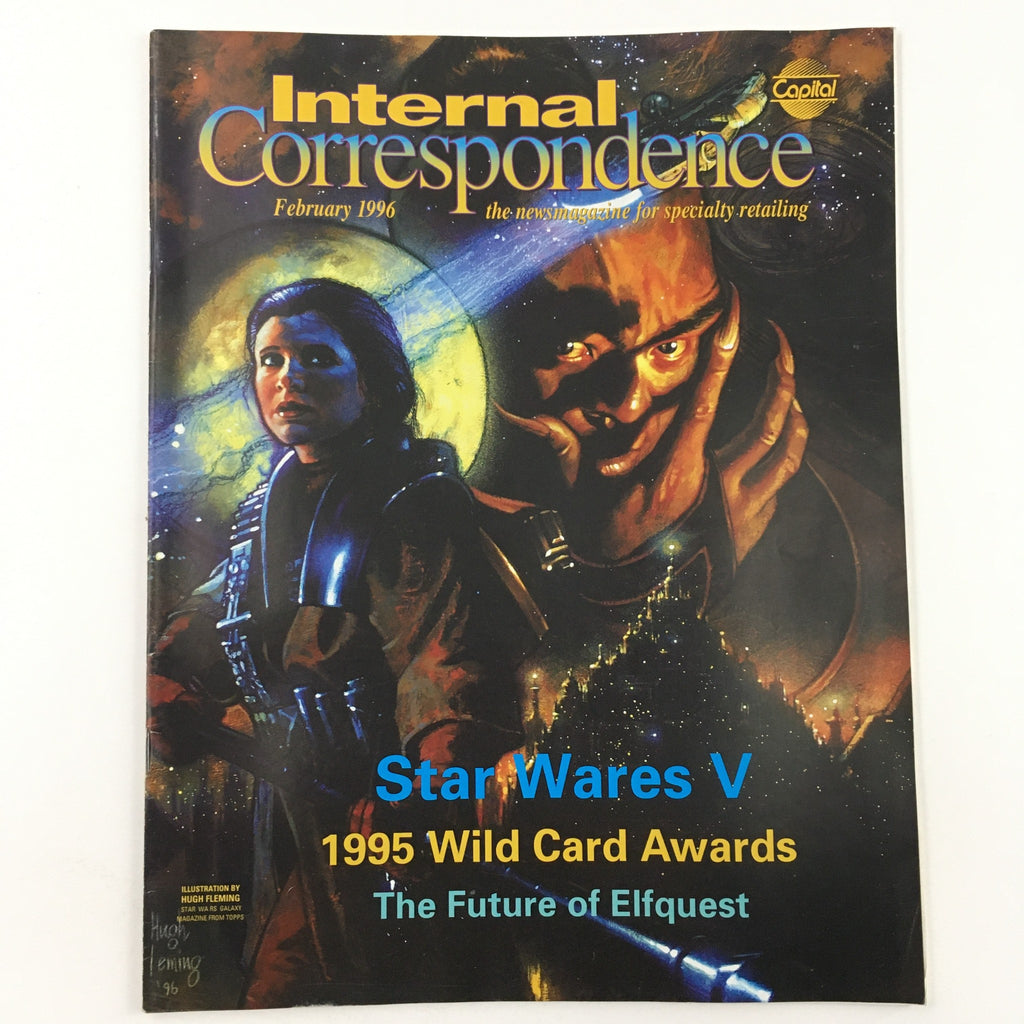 Internal
Capital
Correspondence
February 1996
the newsmagazine for specialty retailing
Star Wares V
1995 Wild Card Awards
The Future of Elfquest
ILLUSTRATION BY
HUGH FLEMING
STAR WARS GALAXY
MAGAZINE FROM TOPPS
Hugh
Fleming
'96